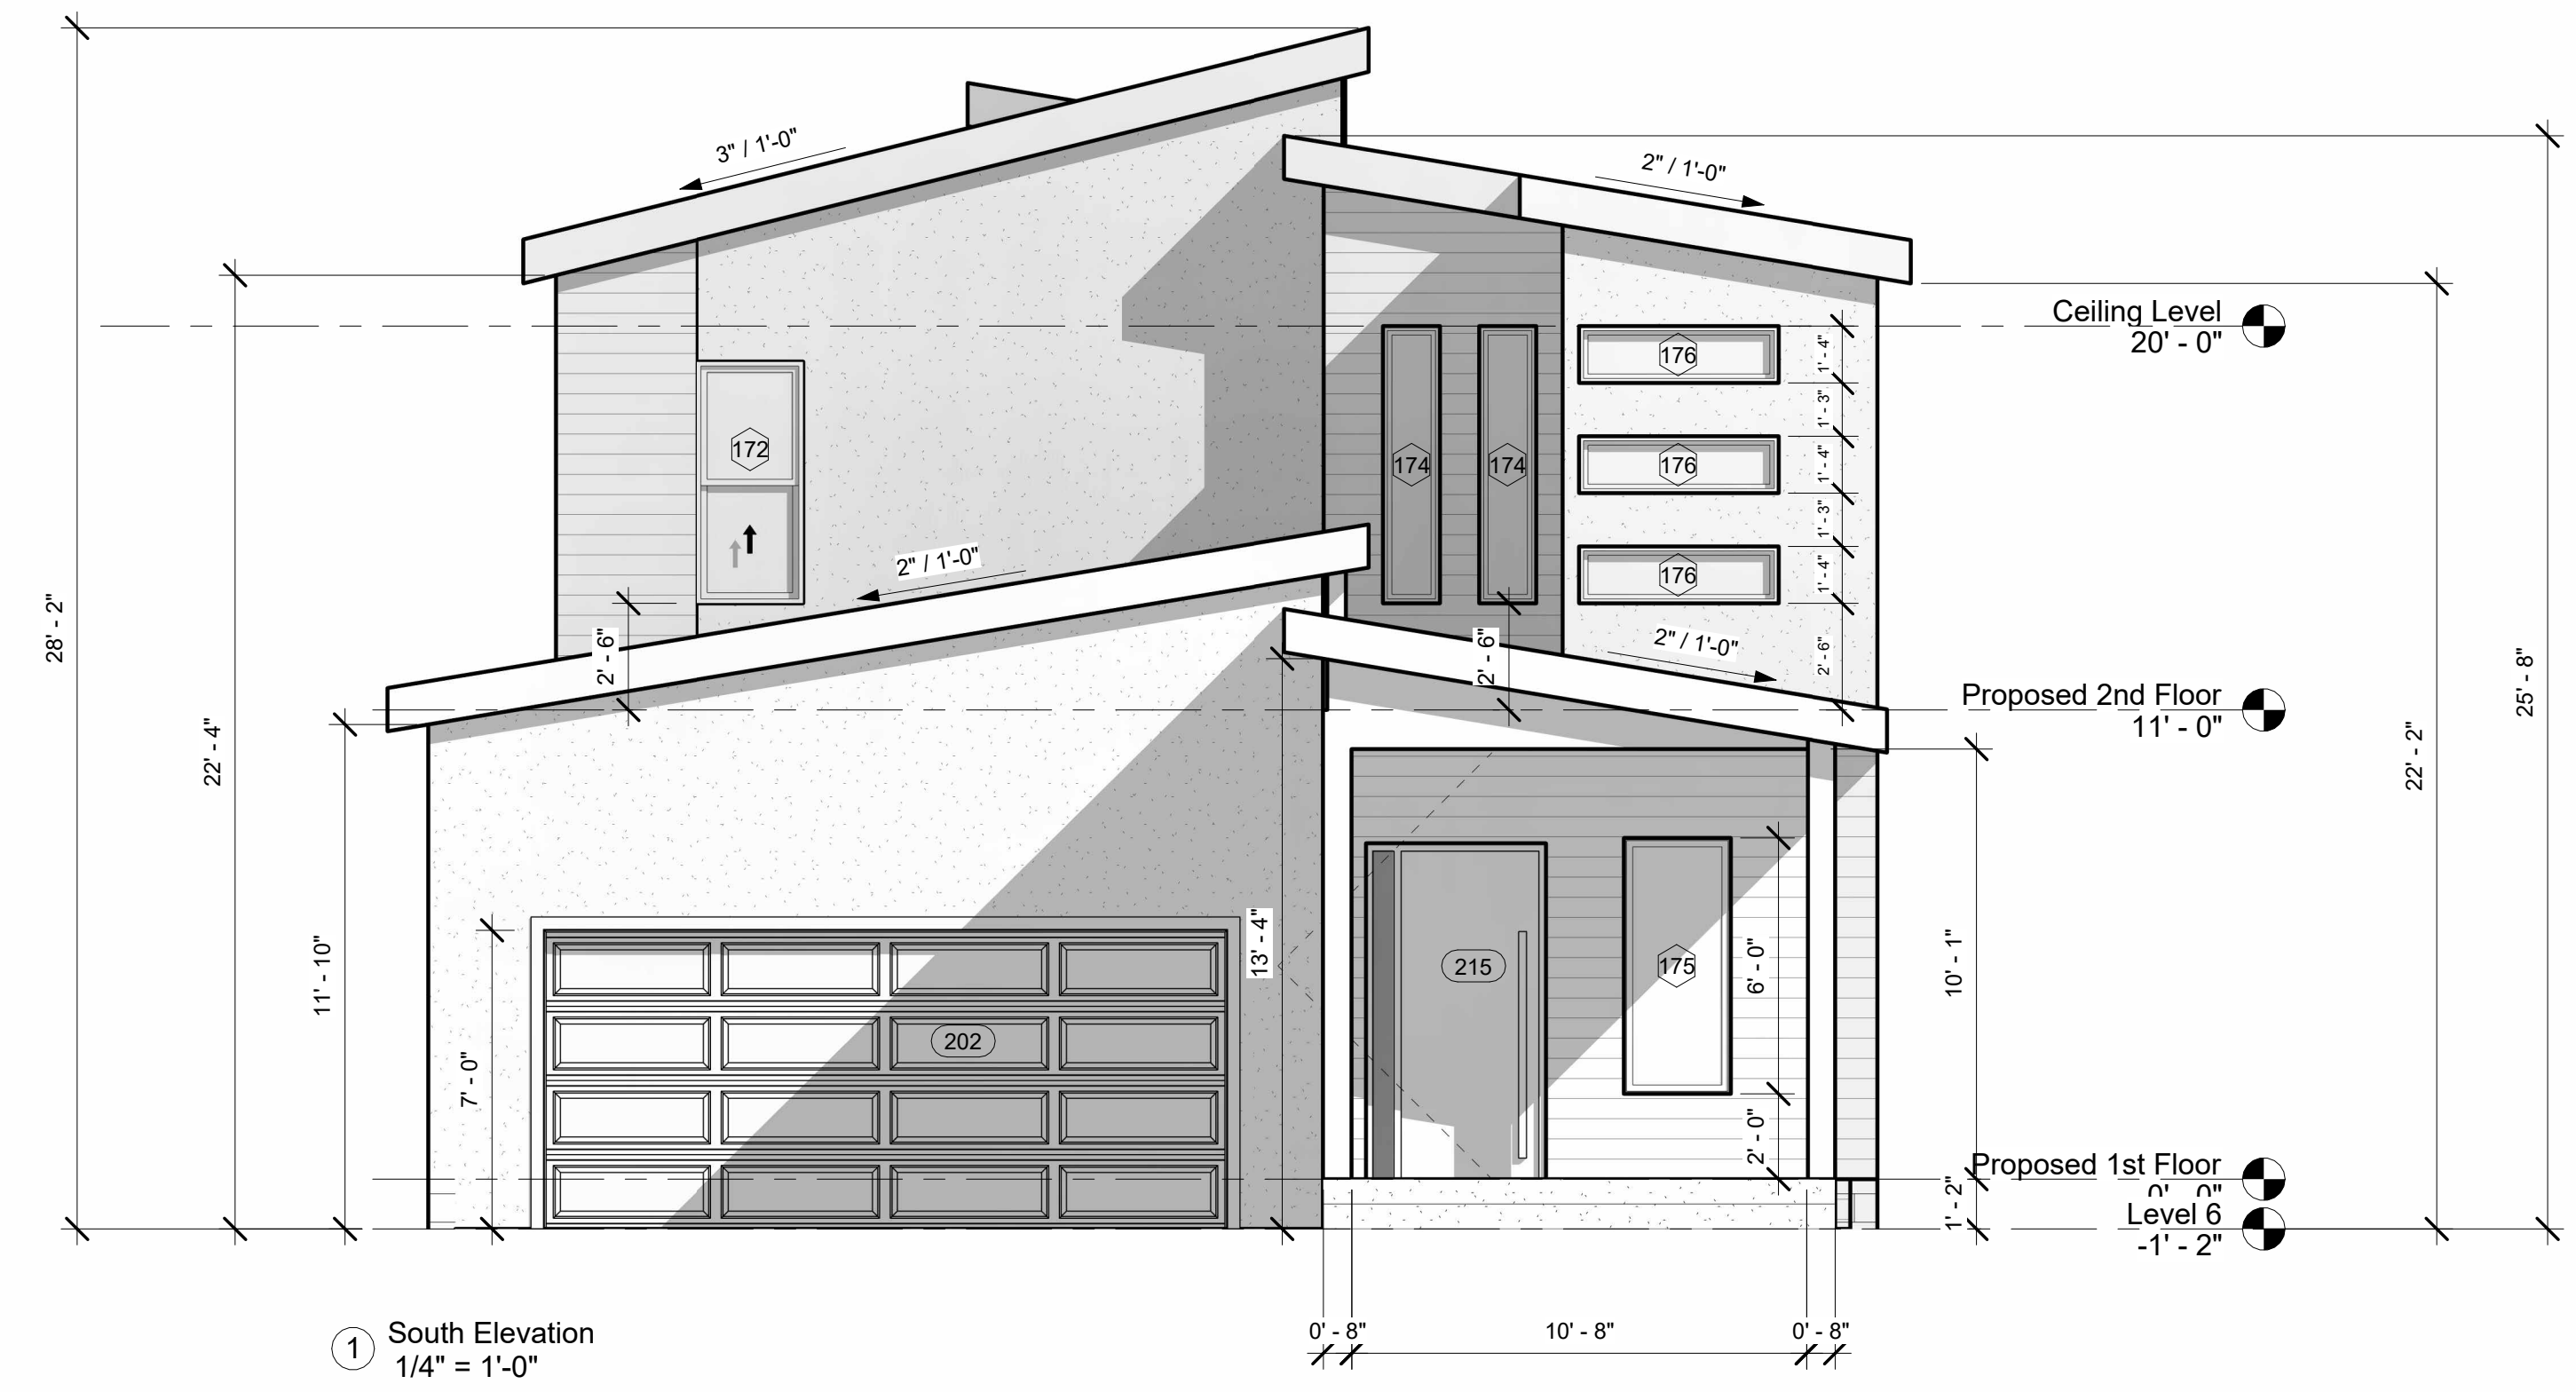 3" / 1'-0"
2" / 1'-0"
Ceiling Level
20' - 0"
1' - 4"
176
1' - 3"
172
174
174
176
1' - 4"
1' - 3"
2" / 1'-0"
176
1' - 4"
28' - 2"
2' - 6"
2' - 6"
2" / 1'-0"
2' - 6"
25' - 8"
Proposed 2nd Floor
11' - 0"
22' - 4"
22' - 2"
11' - 10"
13' - 4"
215
175
6' - 0"
10' - 1"
202
7' - 0"
2' - 0"
Proposed 1st Floor
0' - 0"
1' - 2"
Level 6
-1' - 2"
0' - 8"
10' - 8"
0' - 8"
1
South Elevation
1/4" = 1'-0"